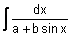 ∫ dx / (a + b sin x)